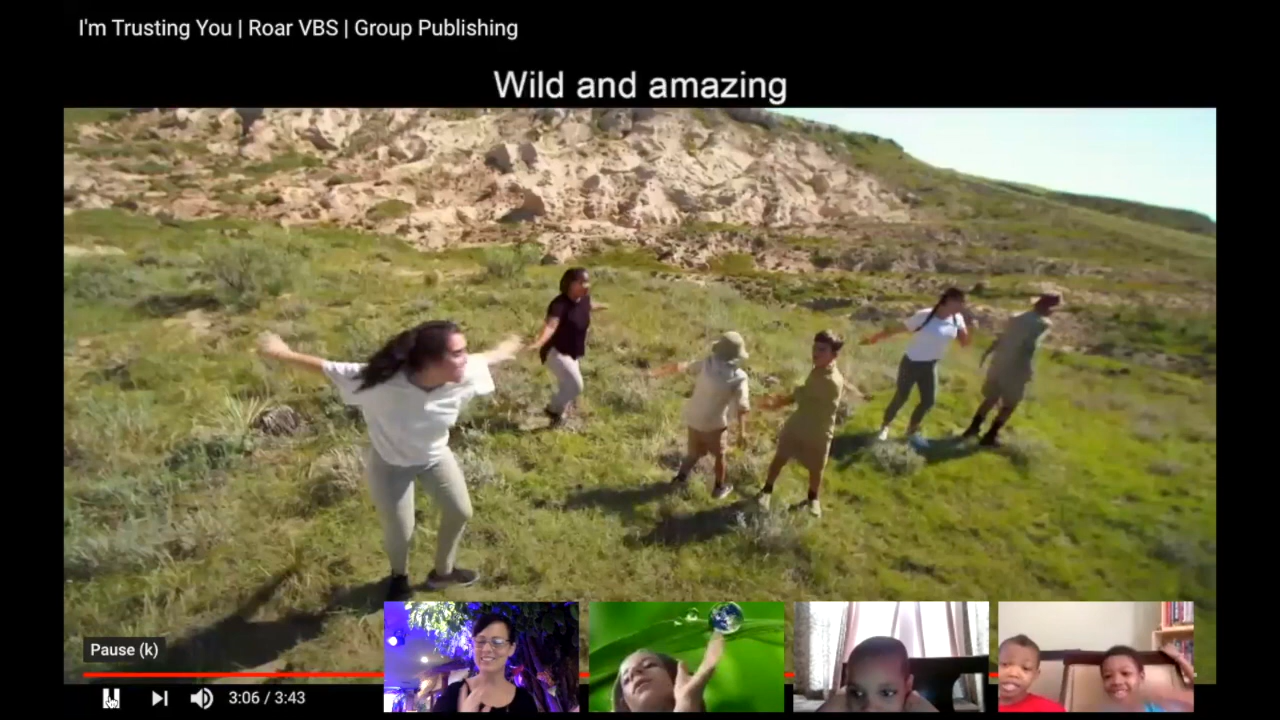 I'm Trusting You | Roar VBS | Group Publishing
Wild and amazing
Pause (k)
3:06 / 3:43